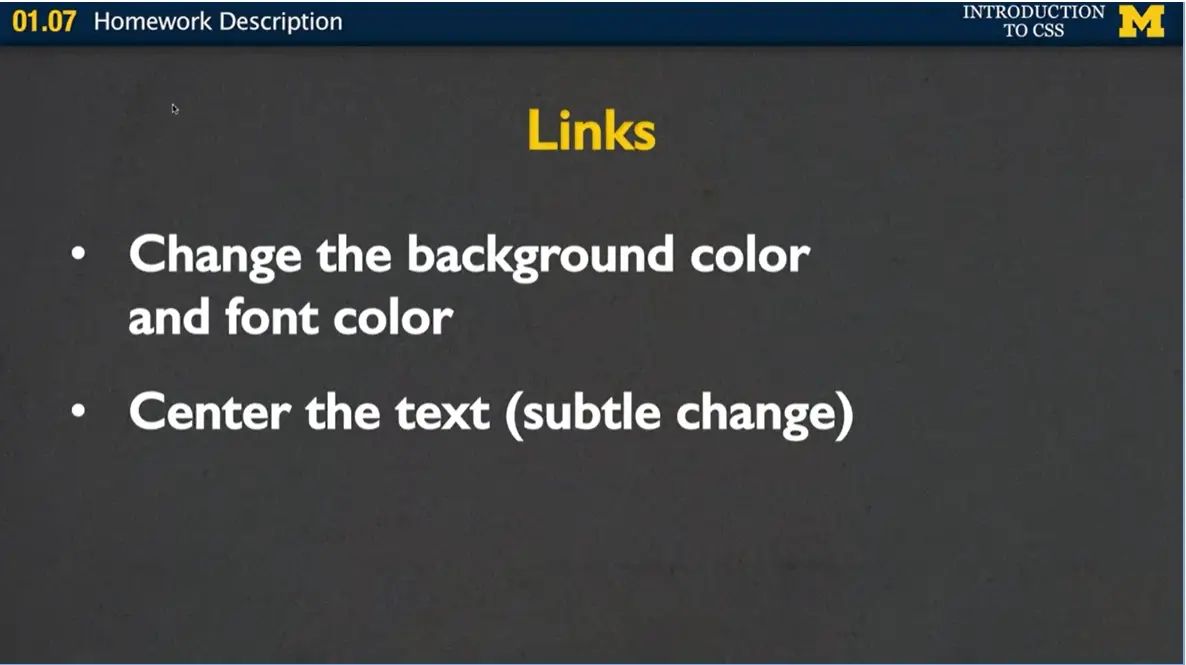 01.07 Homework Description
INTRODUCTION
TO CSS
M
Links
• Change the background color
and font color
• Center the text (subtle change)